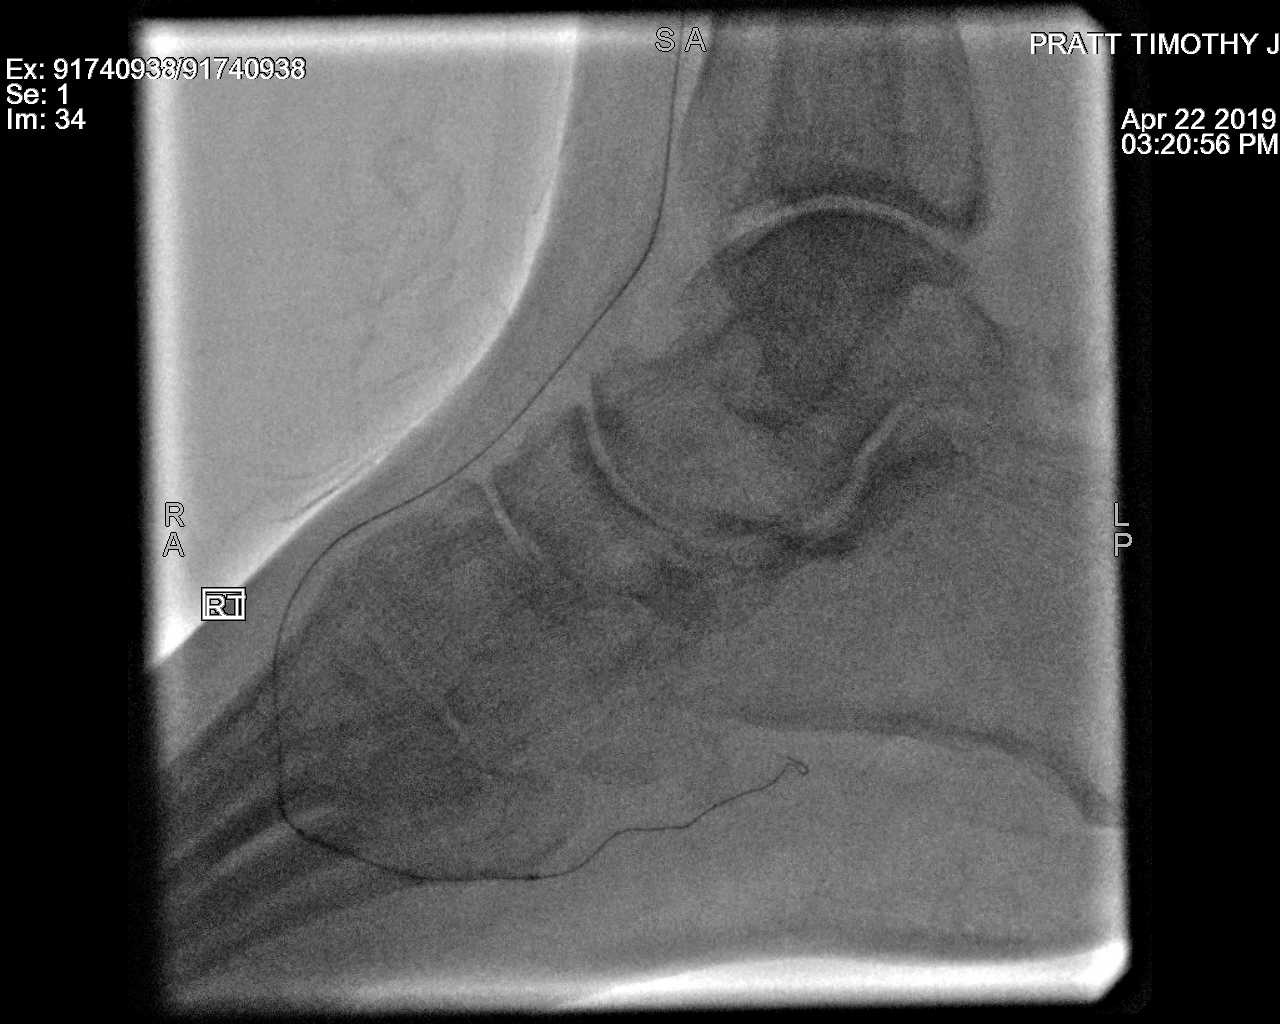 S A
PRATT TIMOTHY J
Ex: 91740938/91740938
Se: 1
Im: 34
Apr 22 2019
03:20:56 PM
R
A
L
P
RT